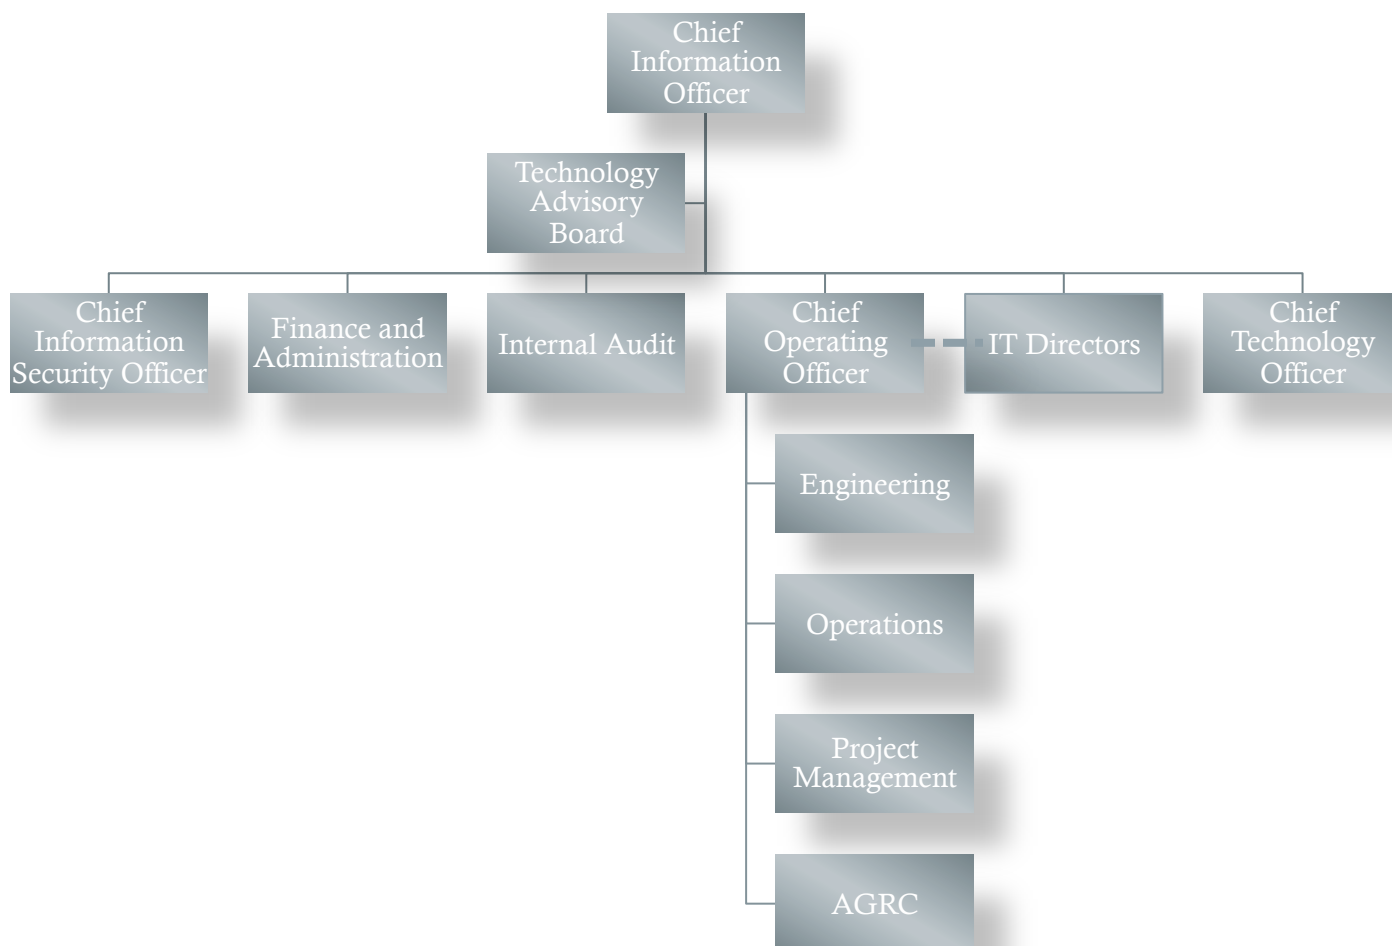 Chief
Information
Officer
Technology
Advisory
Board
Chief
Information
Security Officer
Finance and
Administration
Internal Audit
Chief
Operating
Officer
IT Directors
Chief
Technology
Officer
Engineering
Operations
Project
Management
AGRC